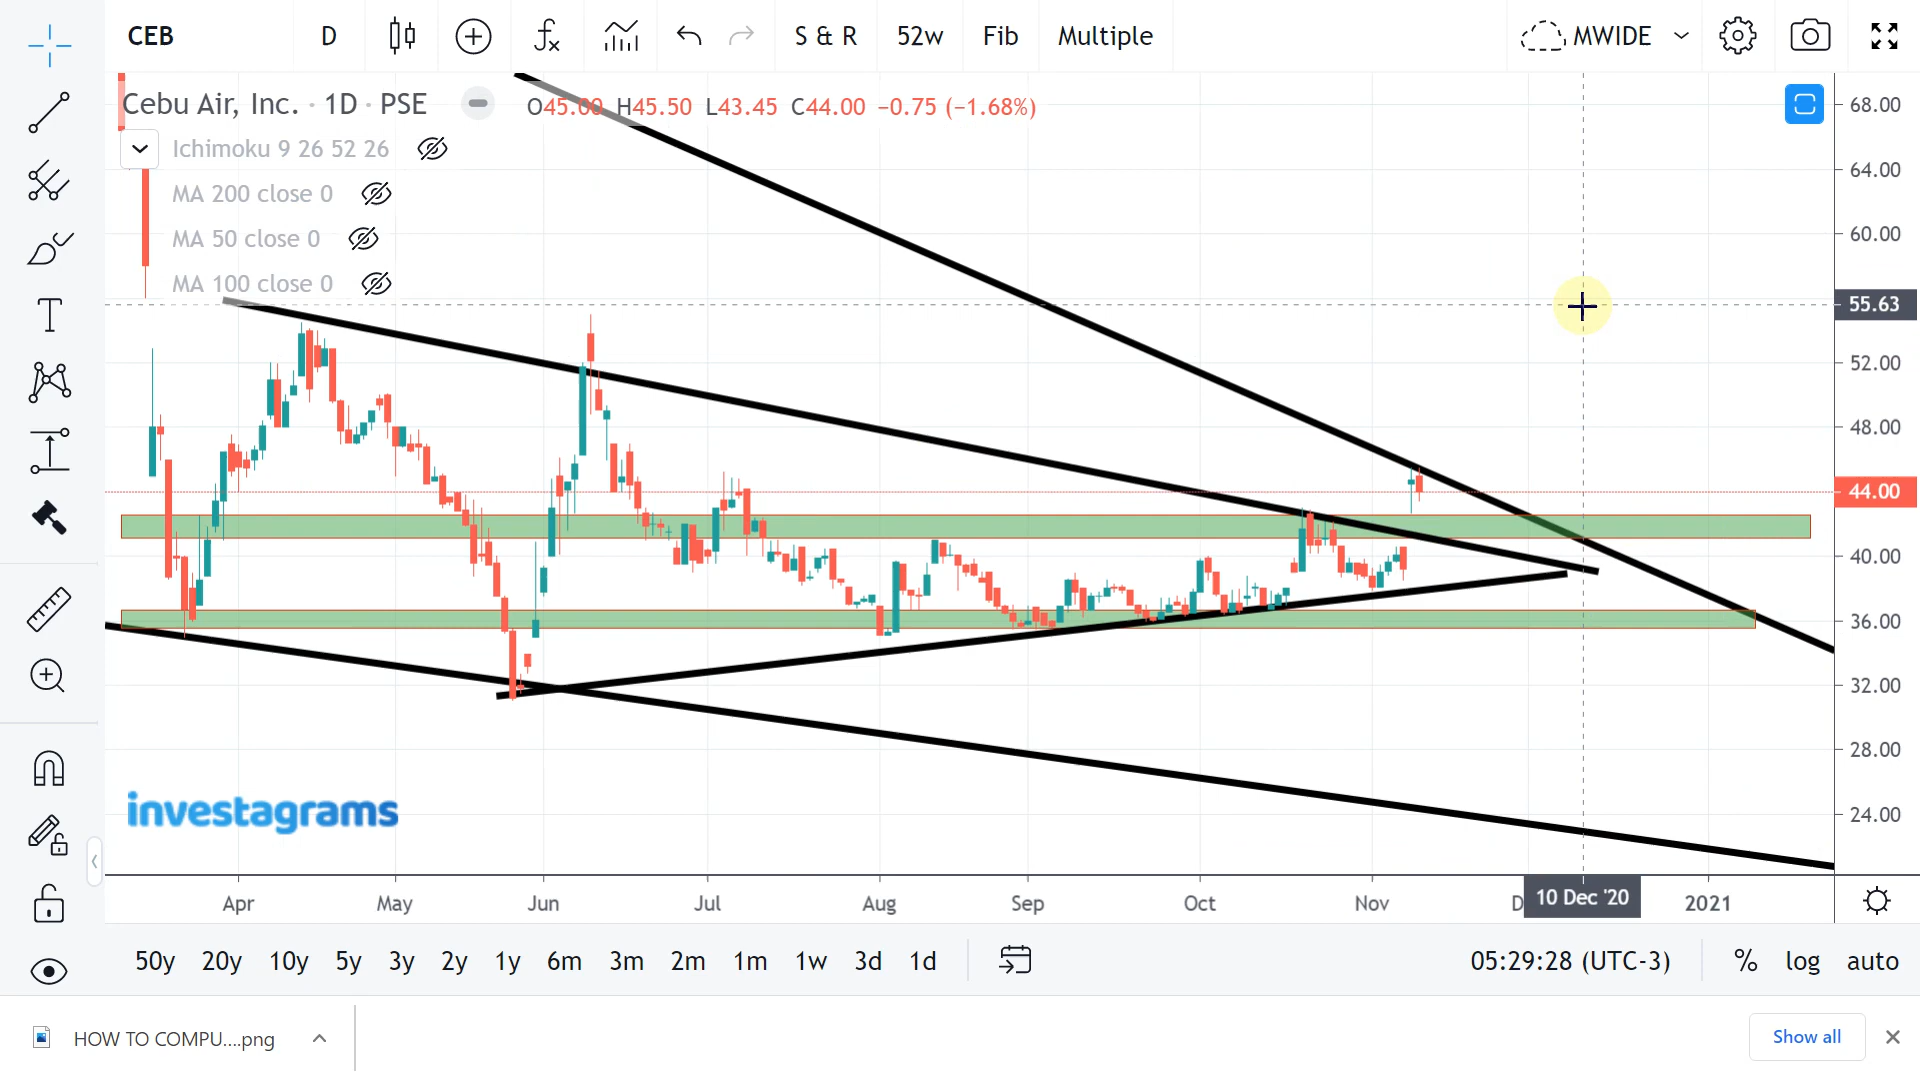 CEB D S & R 52w Fib Multiple MWIDE
Cebu Air, Inc. · 1D · PSE O45.00 H45.50 L43.45 C44.00 −0.75 (−1.68%)
Ichimoku 9 26 52 26
MA 200 close 0
MA 50 close 0
MA 100 close 0
68.00
64.00
60.00
55.63
52.00
48.00
44.00
40.00
36.00
32.00
28.00
24.00
investagrams
Apr May Jun Jul Aug Sep Oct Nov D 10 Dec '20 2021
50y 20y 10y 5y 3y 2y 1y 6m 3m 2m 1m 1w 3d 1d 05:29:28 (UTC-3) % log auto
HOW TO COMPU....png Show all